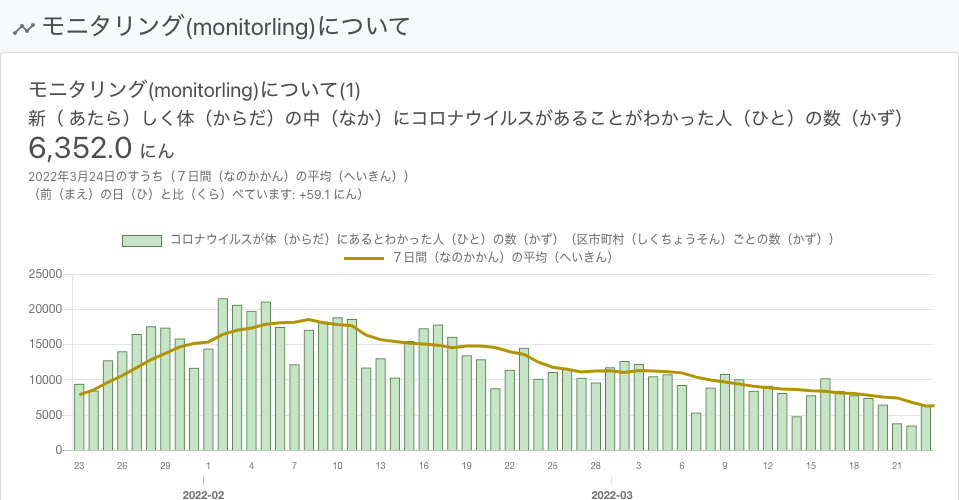 モニタリング(monitorling)について
モニタリング(monitorling)について(1)
新（ あたら）しく体（からだ）の中（なか）にコロナウイルスがあることがわかった人（ひと）の数（かず）
6,352.0 にん
2022年3月24日のすうち（７日間（なのかかん）の平均（へいきん））
（前（まえ）の日（ひ）と比（くら）べています: +59.1 にん）
コロナウイルスが体（からだ）にあるとわかった人（ひと）の数（かず）（区市町村（しくちょうそん）ごとの数（かず））
７日間（なのかかん）の平均（へいきん）
25000
20000
15000
10000
5000
0
23 26 29 1 4 7 10 13 16 19 22 25 28 3 6 9 12 15 18 21
2022-02 2022-03